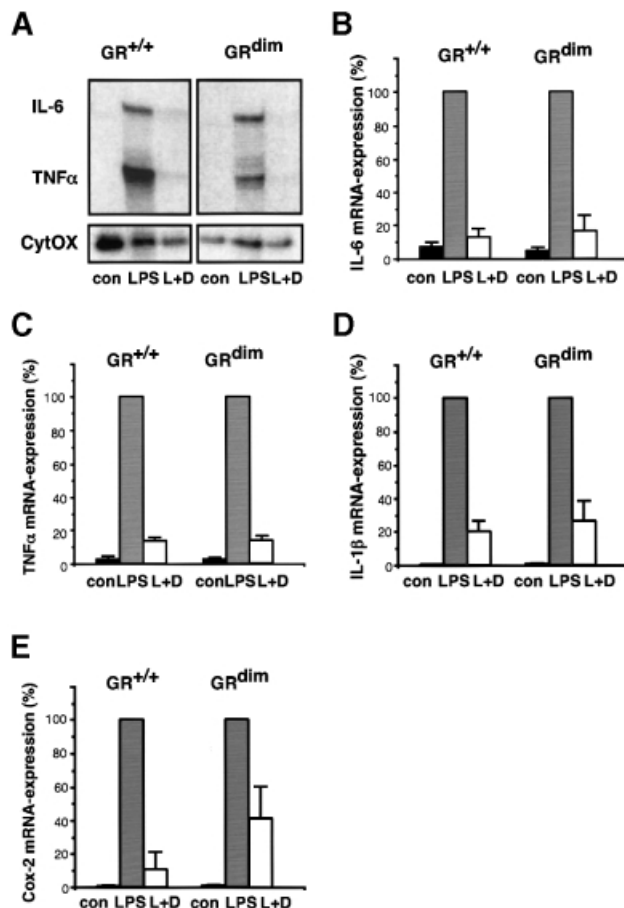 A
GR+/+ GRdim
IL-6
TNFα
CytOX
con LPS L+D con LPS L+D
B
GR+/+ GRdim
IL-6 mRNA-expression (%)
100
80
60
40
20
0
con LPS L+D con LPS L+D
C
GR+/+ GRdim
TNFα mRNA-expression (%)
100
80
60
40
20
0
conLPS L+D conLPS L+D
D
GR+/+ GRdim
IL-1β mRNA-expression (%)
100
80
60
40
20
0
con LPS L+D con LPS L+D
E
GR+/+ GRdim
Cox-2 mRNA-expression (%)
100
80
60
40
20
0
con LPS L+D con LPS L+D